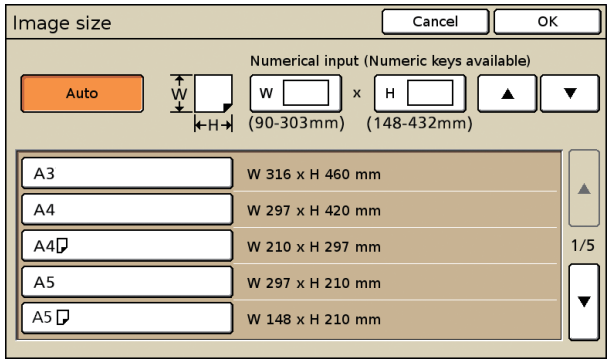 Image size
Cancel
OK
Numerical input (Numeric keys available)
Auto
W
W
x
H
H
(90-303mm)
(148-432mm)
A3
W 316 x H 460 mm
A4
W 297 x H 420 mm
A4
W 210 x H 297 mm
1/5
A5
W 297 x H 210 mm
A5
W 148 x H 210 mm